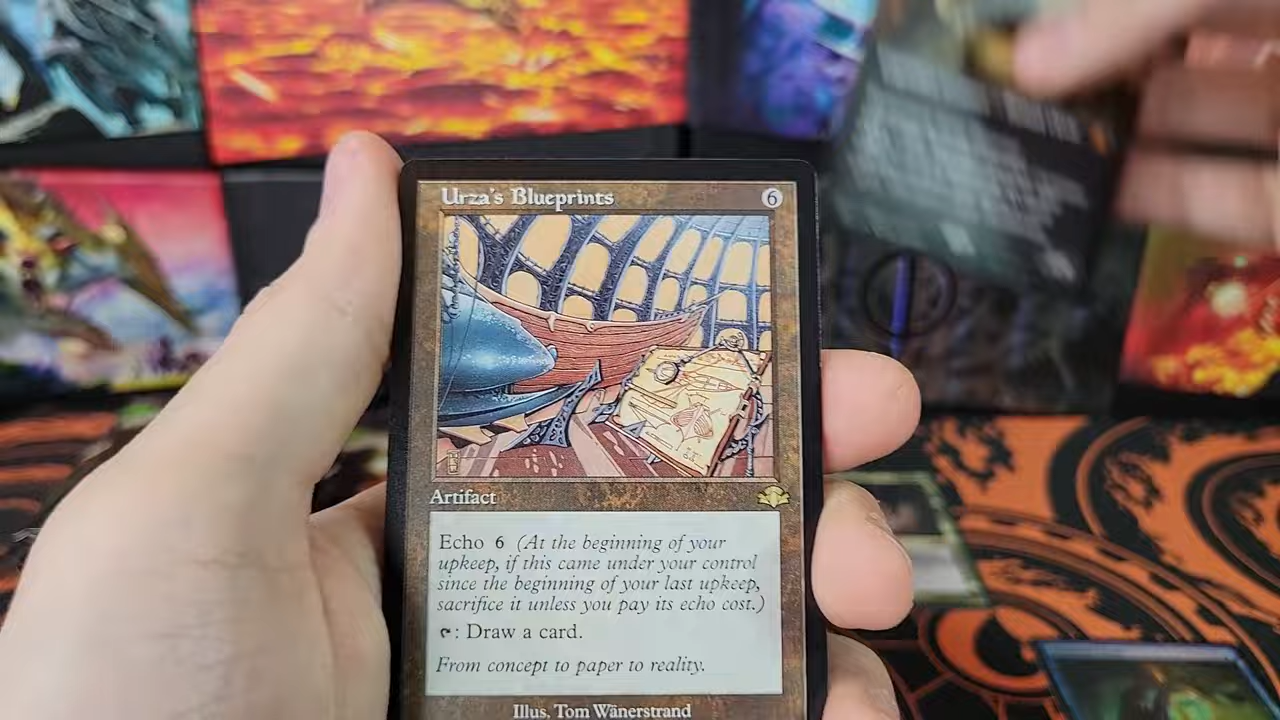 Urza's Blueprints 6
Artifact
Echo 6 (At the beginning of your
upkeep, if this came under your control
since the beginning of your last upkeep,
sacrifice it unless you pay its echo cost.)
: Draw a card.
From concept to paper to reality.
Illus. Tom Wänerstrand